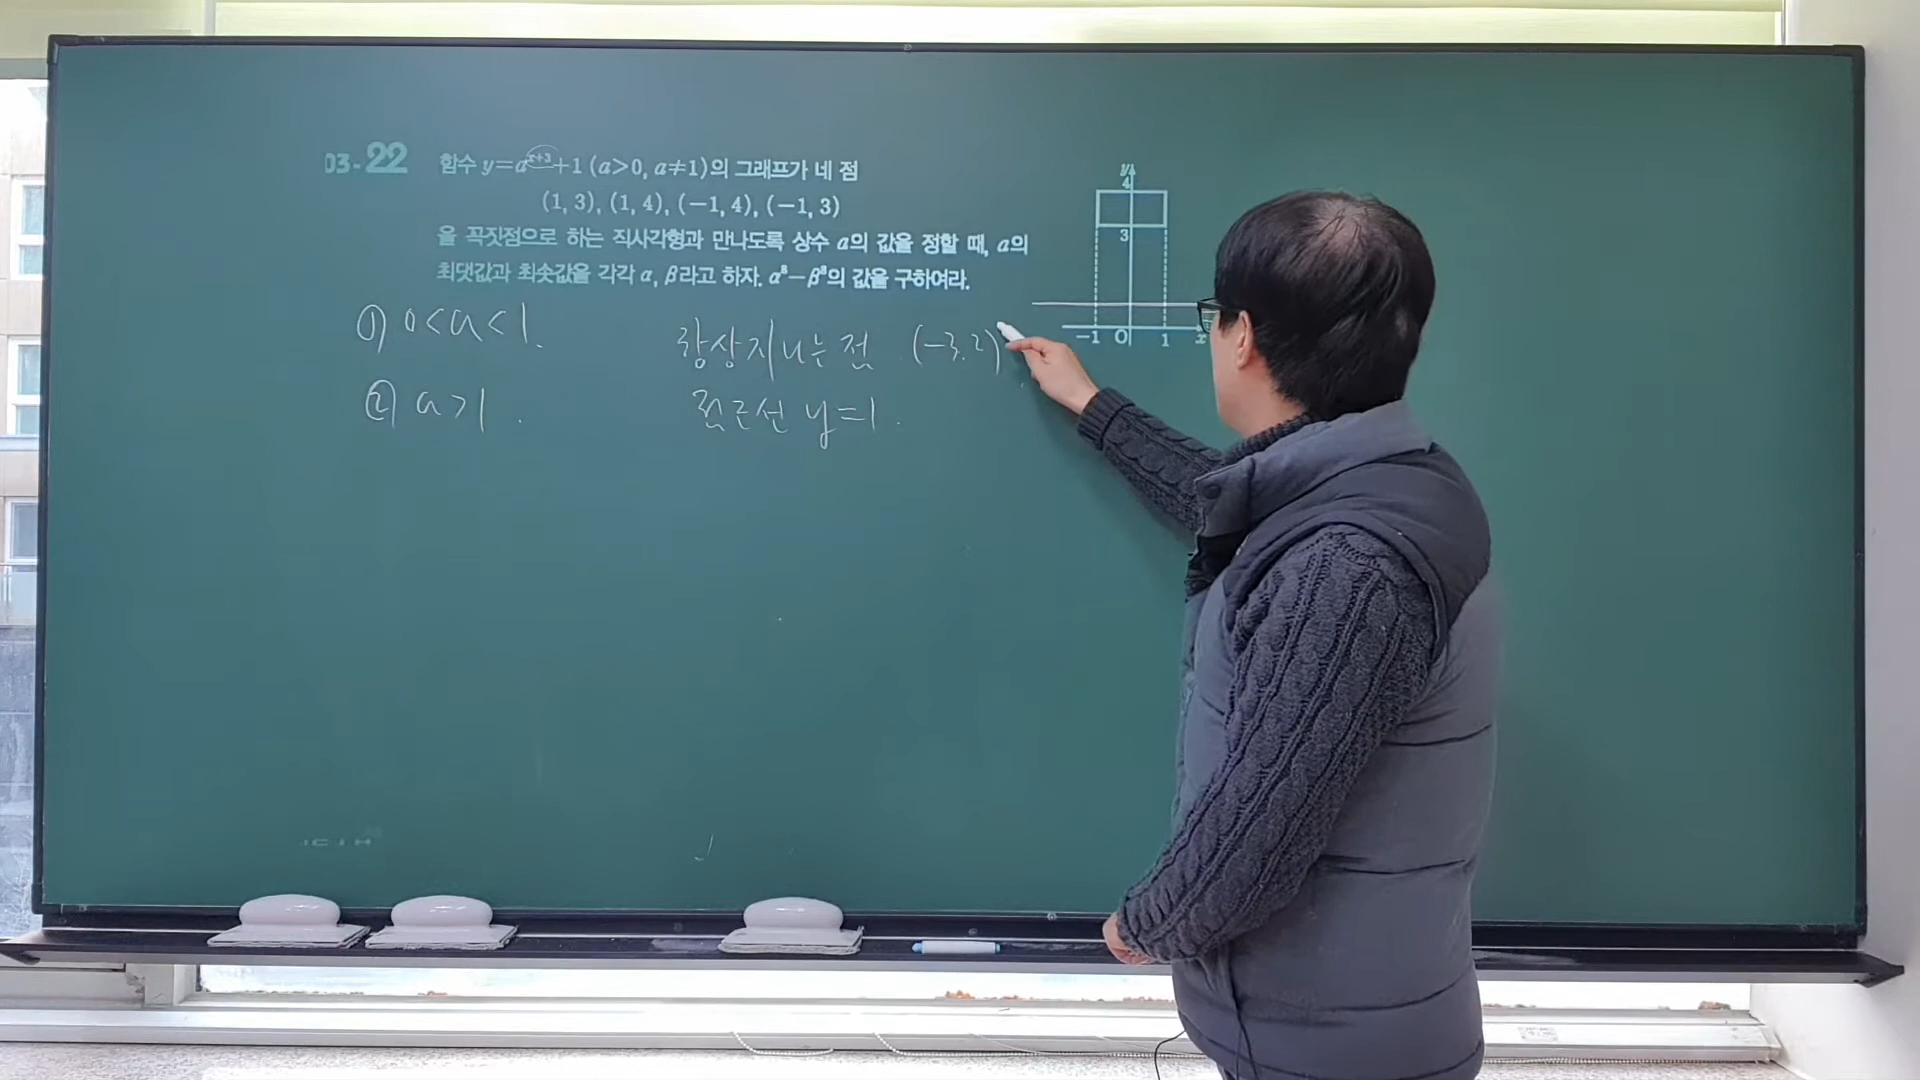 03-22
함수 y=a^{x+3}+1 (a>0, a≠1)의 그래프가 네 점
(1, 3), (1, 4), (−1, 4), (−1, 3)
을 꼭짓점으로 하는 직사각형과 만나도록 상수 a의 값을 정할 때, a의
최댓값과 최솟값을 각각 α, β라고 하자. α^8−β^8의 값을 구하여라.
y
4
3
−1 O 1 x
① 0<a<1.
② a>1.
항상지나는 점 (−3.2)
점근선 y=1.